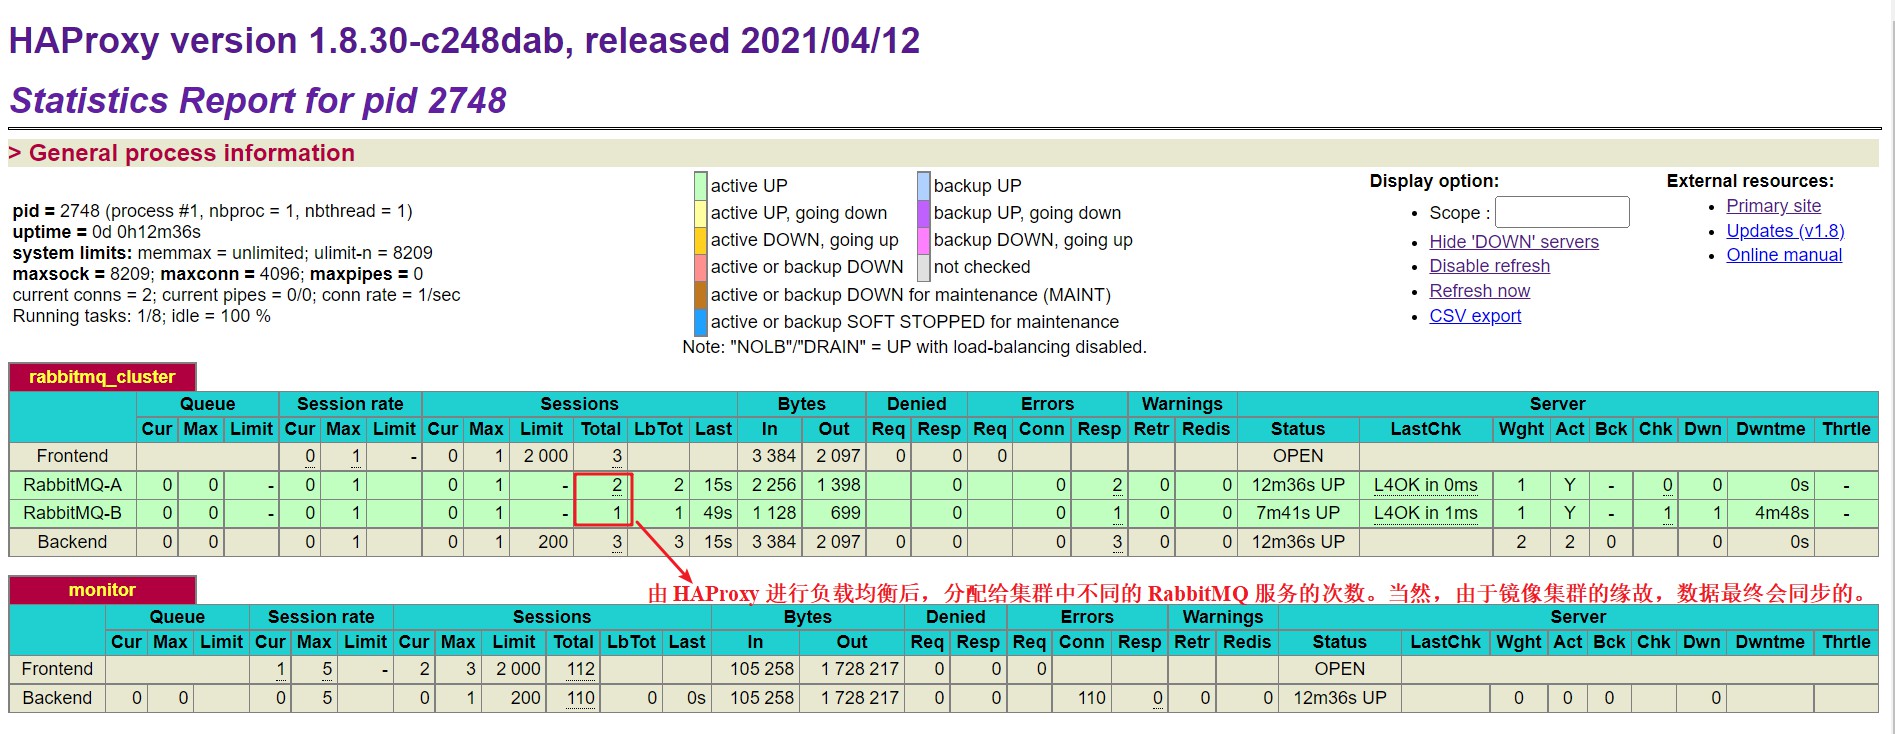 HAProxy version 1.8.30-c248dab, released 2021/04/12
Statistics Report for pid 2748
> General process information
pid = 2748 (process #1, nbproc = 1, nbthread = 1)
uptime = 0d 0h12m36s
system limits: memmax = unlimited; ulimit-n = 8209
maxsock = 8209; maxconn = 4096; maxpipes = 0
current conns = 2; current pipes = 0/0; conn rate = 1/sec
Running tasks: 1/8; idle = 100 %
active UP backup UP
active UP, going down backup UP, going down
active DOWN, going up backup DOWN, going up
active or backup DOWN not checked
active or backup DOWN for maintenance (MAINT)
active or backup SOFT STOPPED for maintenance
Note: "NOLB"/"DRAIN" = UP with load-balancing disabled.
Display option:
• Scope :
• Hide 'DOWN' servers
• Disable refresh
• Refresh now
• CSV export
External resources:
• Primary site
• Updates (v1.8)
• Online manual
rabbitmq_cluster
Queue Session rate Sessions Bytes Denied Errors Warnings Server
Cur Max Limit Cur Max Limit Cur Max Limit Total LbTot Last In Out Req Resp Req Conn Resp Retr Redis Status LastChk Wght Act Bck Chk Dwn Dwntme Thrtle
Frontend 0 1 - 0 1 2 000 3 3 384 2 097 0 0 0 OPEN
RabbitMQ-A 0 0 - 0 1 0 1 - 2 2 15s 2 256 1 398 0 0 2 0 0 12m36s UP L4OK in 0ms 1 Y - 0 0 0s -
RabbitMQ-B 0 0 - 0 1 0 1 - 1 1 49s 1 128 699 0 0 1 0 0 7m41s UP L4OK in 1ms 1 Y - 1 1 4m48s -
Backend 0 0 0 1 0 1 200 3 3 15s 3 384 2 097 0 0 0 3 0 0 12m36s UP 2 2 0 0 0s
由 HAProxy 进行负载均衡后，分配给集群中不同的 RabbitMQ 服务的次数。当然，由于镜像集群的缘故，数据最终会同步的。
monitor
Queue Session rate Sessions Bytes Denied Errors Warnings Server
Cur Max Limit Cur Max Limit Cur Max Limit Total LbTot Last In Out Req Resp Req Conn Resp Retr Redis Status LastChk Wght Act Bck Chk Dwn Dwntme Thrtle
Frontend 1 5 - 2 3 2 000 112 105 258 1 728 217 0 0 0 OPEN
Backend 0 0 0 5 0 1 200 110 0 0s 105 258 1 728 217 0 0 110 0 0 0 12m36s UP 0 0 0 0